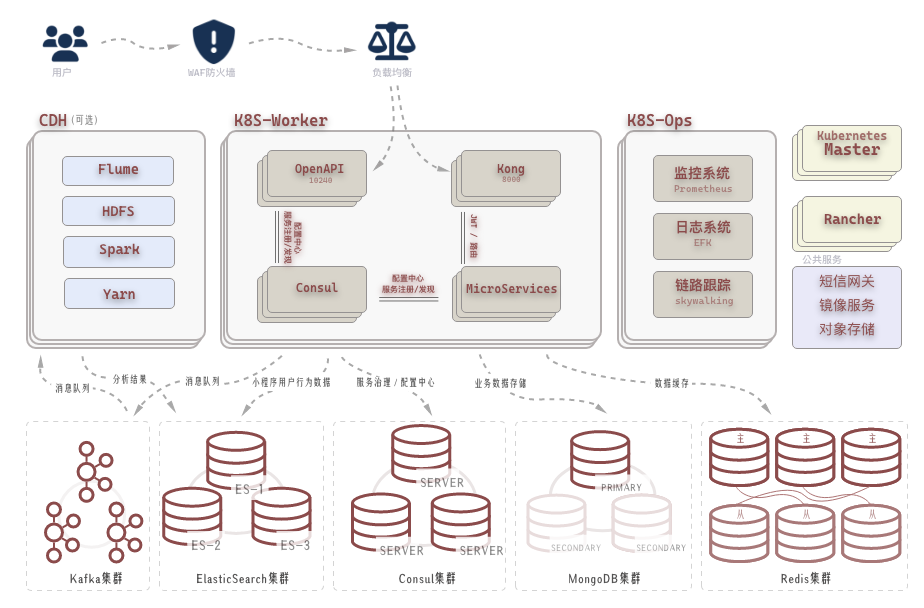 用户
WAF防火墙
负载均衡
CDH (可选)
Flume
HDFS
Spark
Yarn
K8S-Worker
OpenAPI
10240
Kong
8000
配置中心
服务注册/发现
JWT / 路由
Consul
配置中心
服务注册/发现
MicroServices
K8S-Ops
监控系统
Prometheus
日志系统
EFK
链路跟踪
skywalking
Kubernetes
Master
Rancher
公共服务
短信网关
镜像服务
对象存储
消息队列
分析结果
消息队列
小程序用户行为数据
服务治理 / 配置中心
业务数据存储
数据缓存
Kafka集群
ES-1
ES-2
ES-3
ElasticSearch集群
SERVER
SERVER
SERVER
Consul集群
PRIMARY
SECONDARY
SECONDARY
MongoDB集群
主
主
主
从
从
从
Redis集群